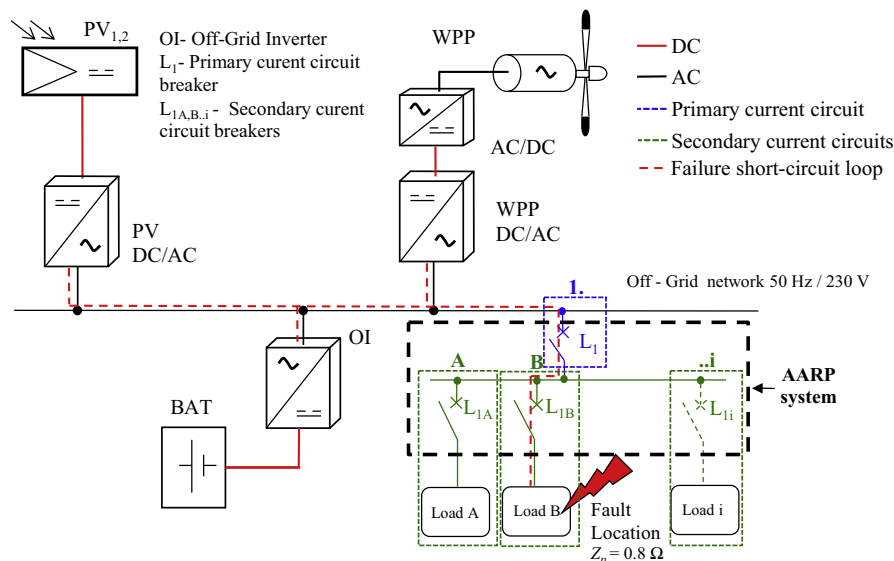 PV1,2
OI- Off-Grid Inverter
L1- Primary curent circuit
breaker
L1A,B..i - Secondary curent
circuit breakers
WPP
DC
AC
Primary current circuit
Secondary current circuits
Failure short-circuit loop
AC/DC
PV
DC/AC
WPP
DC/AC
Off - Grid network 50 Hz / 230 V
1.
OI
L1
A
B
..i
AARP
system
BAT
L1A
L1B
L1i
Load A
Load B
Fault
Location
Zn = 0.8 Ω
Load i